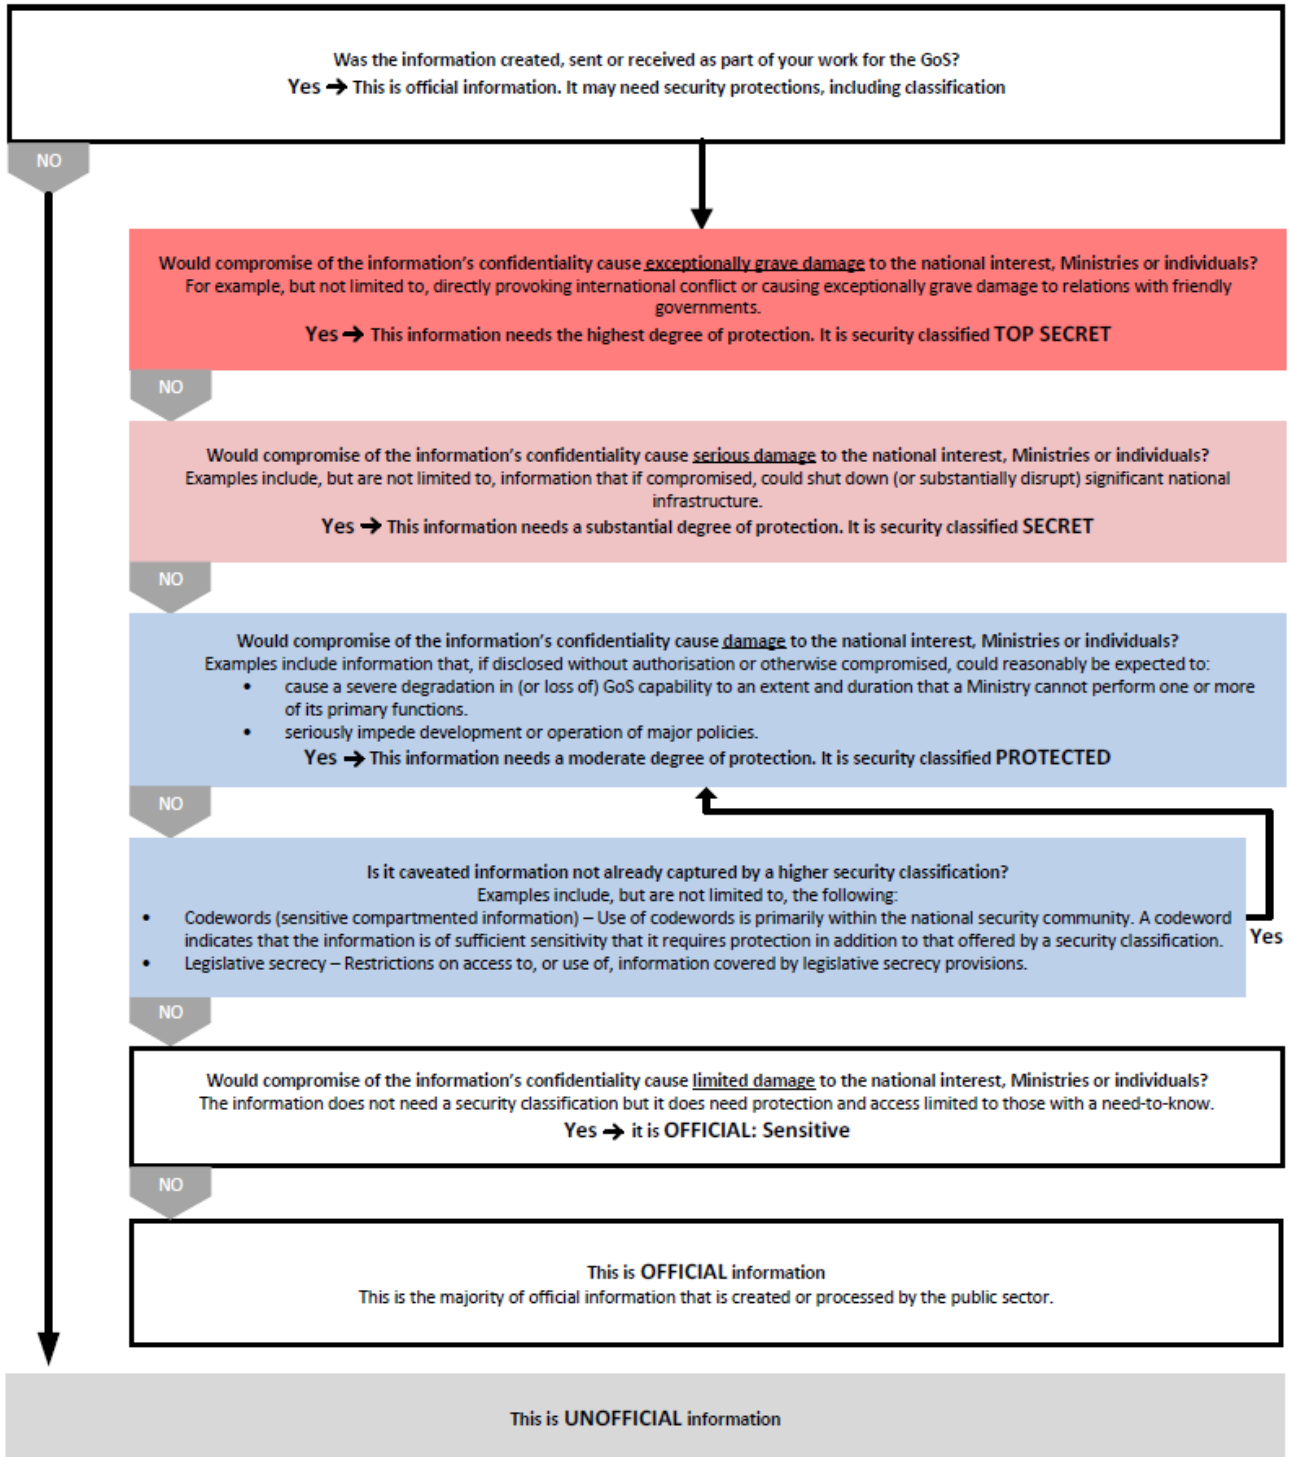 Was the information created, sent or received as part of your work for the GoS?
Yes → This is official information. It may need security protections, including classification
NO
Would compromise of the information's confidentiality cause exceptionally grave damage to the national interest, Ministries or individuals?
For example, but not limited to, directly provoking international conflict or causing exceptionally grave damage to relations with friendly
governments.
Yes → This information needs the highest degree of protection. It is security classified TOP SECRET
NO
Would compromise of the information's confidentiality cause serious damage to the national interest, Ministries or individuals?
Examples include, but are not limited to, information that if compromised, could shut down (or substantially disrupt) significant national
infrastructure.
Yes → This information needs a substantial degree of protection. It is security classified SECRET
NO
Would compromise of the information's confidentiality cause damage to the national interest, Ministries or individuals?
Examples include information that, if disclosed without authorisation or otherwise compromised, could reasonably be expected to:
• cause a severe degradation in (or loss of) GoS capability to an extent and duration that a Ministry cannot perform one or more
of its primary functions.
• seriously impede development or operation of major policies.
Yes → This information needs a moderate degree of protection. It is security classified PROTECTED
NO
Is it caveated information not already captured by a higher security classification?
Examples include, but are not limited to, the following:
• Codewords (sensitive compartmented information) – Use of codewords is primarily within the national security community. A codeword
indicates that the information is of sufficient sensitivity that it requires protection in addition to that offered by a security classification.
• Legislative secrecy – Restrictions on access to, or use of, information covered by legislative secrecy provisions.
Yes
NO
Would compromise of the information's confidentiality cause limited damage to the national interest, Ministries or individuals?
The information does not need a security classification but it does need protection and access limited to those with a need-to-know.
Yes → it is OFFICIAL: Sensitive
NO
This is OFFICIAL information
This is the majority of official information that is created or processed by the public sector.
This is UNOFFICIAL information